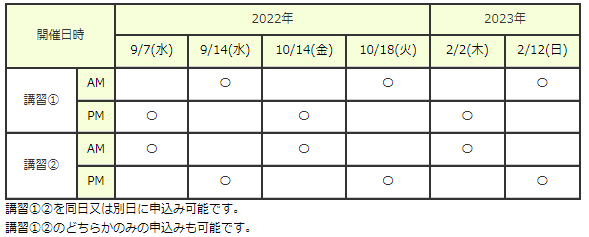 開催日時 2022年 2023年
9/7(水) 9/14(水) 10/14(金) 10/18(火) 2/2(木) 2/12(日)
講習① AM 〇 〇 〇
PM 〇 〇 〇
講習② AM 〇 〇 〇
PM 〇 〇 〇
講習①②を同日又は別日に申込み可能です。
講習①②のどちらかのみの申込みも可能です。